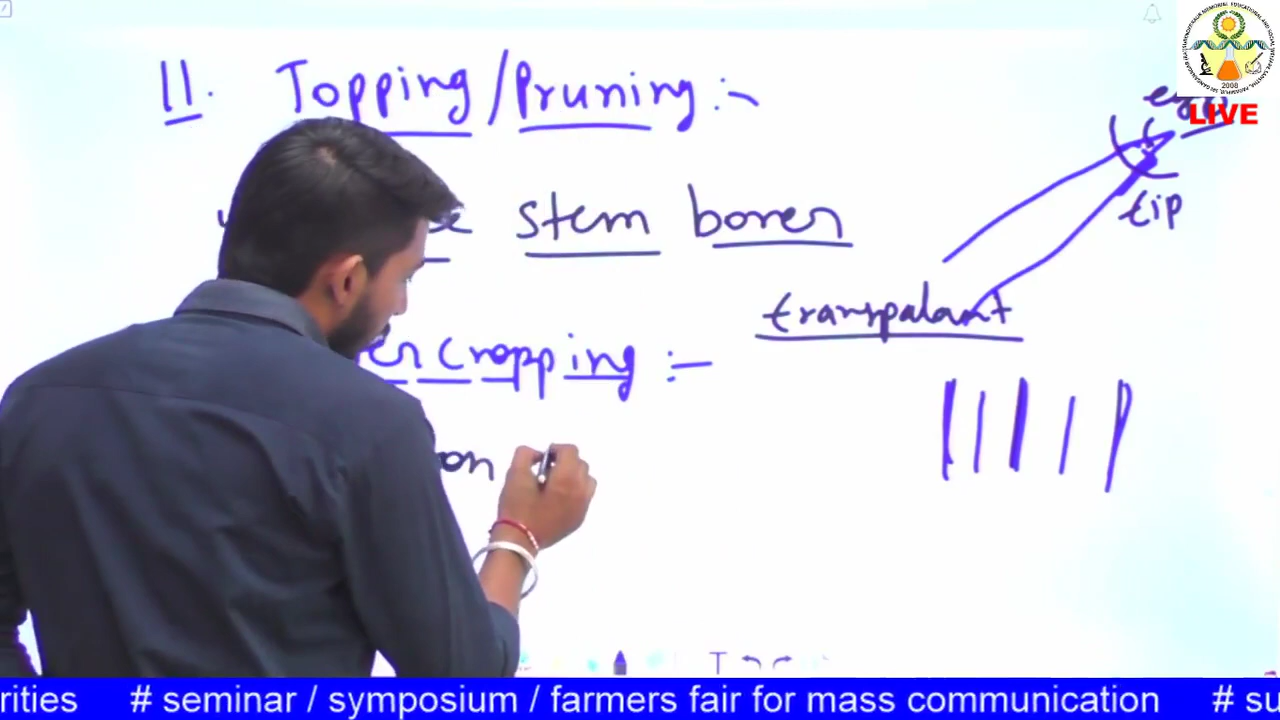 11. Topping/Pruning :-
stem borer
tip
transpalant
cropping :-
on
LIVE
2008
rities # seminar / symposium / farmers fair for mass communication # su